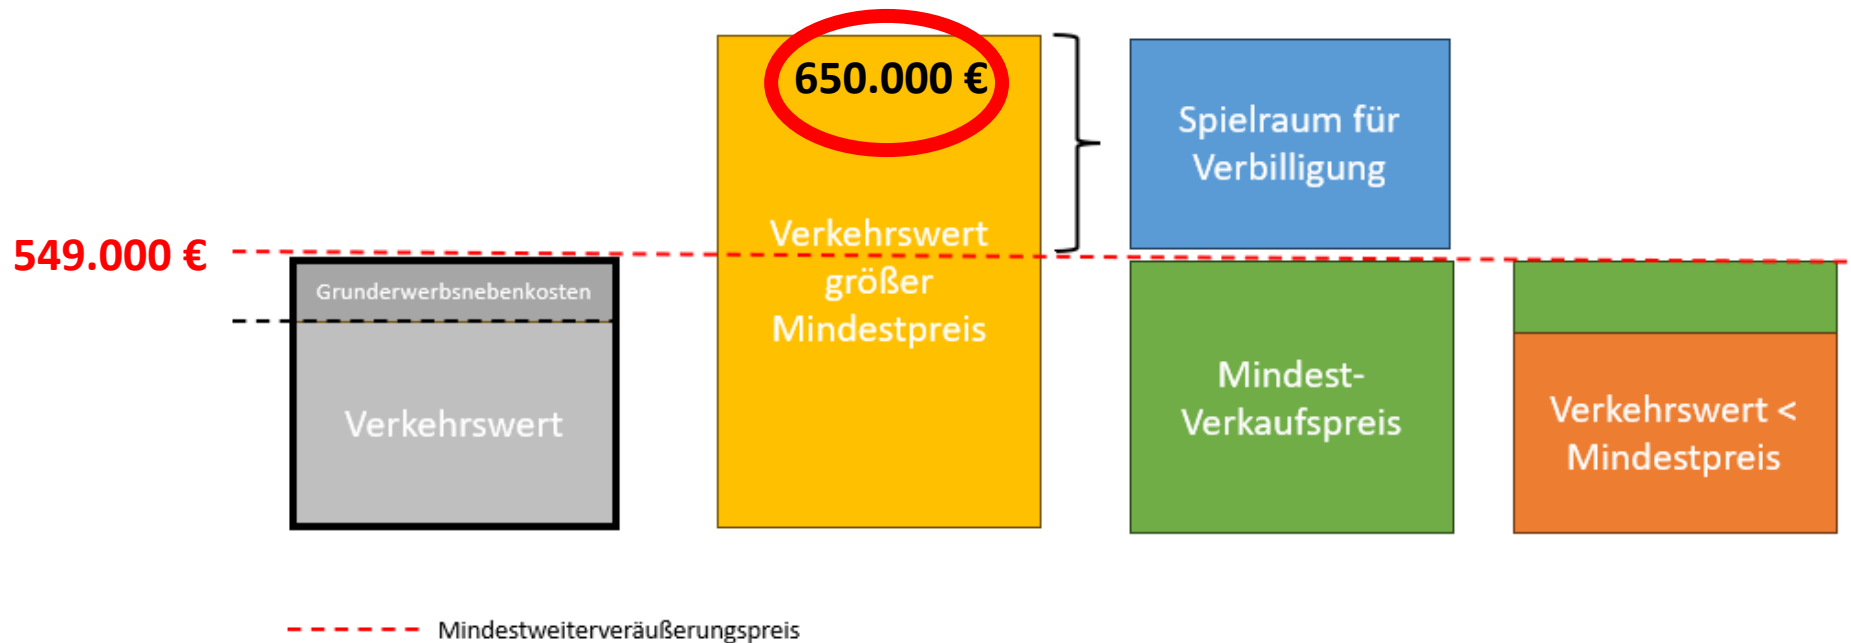 650.000 €
Spielraum für
Verbilligung
549.000 €
Grunderwerbsnebenkosten
Verkehrswert
Verkehrswert
größer
Mindestpreis
Mindest-
Verkaufspreis
Verkehrswert <
Mindestpreis
Mindestweiterveräußerungspreis